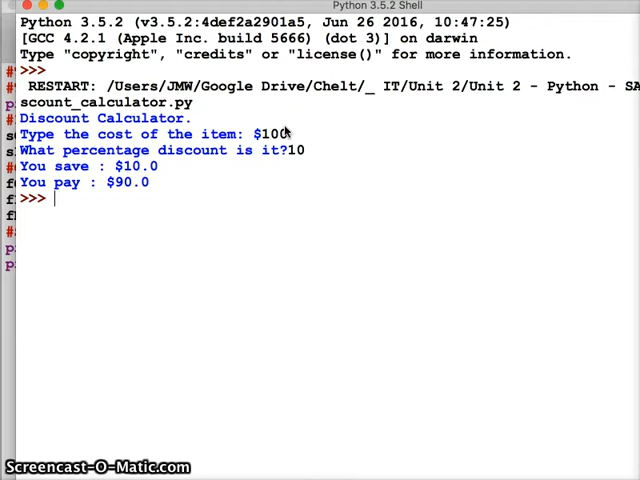 Python 3.5.2 Shell
Python 3.5.2 (v3.5.2:4def2a2901a5, Jun 26 2016, 10:47:25)
[GCC 4.2.1 (Apple Inc. build 5666) (dot 3)] on darwin
Type "copyright", "credits" or "license()" for more information.
>>>
RESTART: /Users/JMW/Google Drive/Chelt/_ IT/Unit 2/Unit 2 - Python - SA
scount_calculator.py
Discount Calculator.
Type the cost of the item: $100
What percentage discount is it?10
You save : $10.0
You pay : $90.0
>>>
Screencast-O-Matic.com